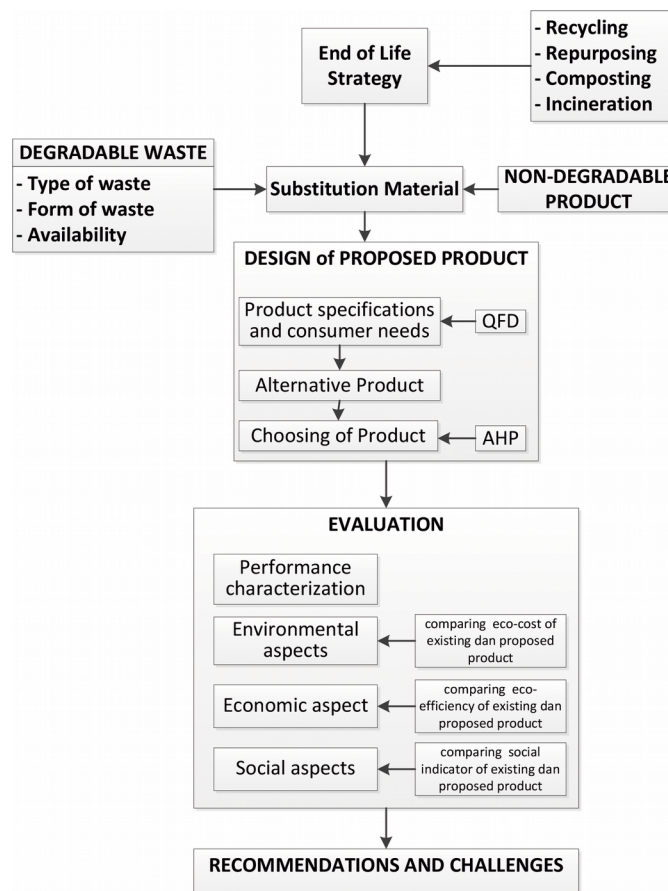 End of Life
Strategy
- Recycling
- Repurposing
- Composting
- Incineration
DEGRADABLE WASTE
- Type of waste
- Form of waste
- Availability
Substitution Material
NON-DEGRADABLE
PRODUCT
DESIGN of PROPOSED PRODUCT
Product specifications
and consumer needs
QFD
Alternative Product
Choosing of Product
AHP
EVALUATION
Performance
characterization
Environmental
aspects
comparing eco-cost of
existing dan proposed
product
Economic aspect
comparing eco-
efficiency of existing dan
proposed product
Social aspects
comparing social
indicator of existing dan
proposed product
RECOMMENDATIONS AND CHALLENGES